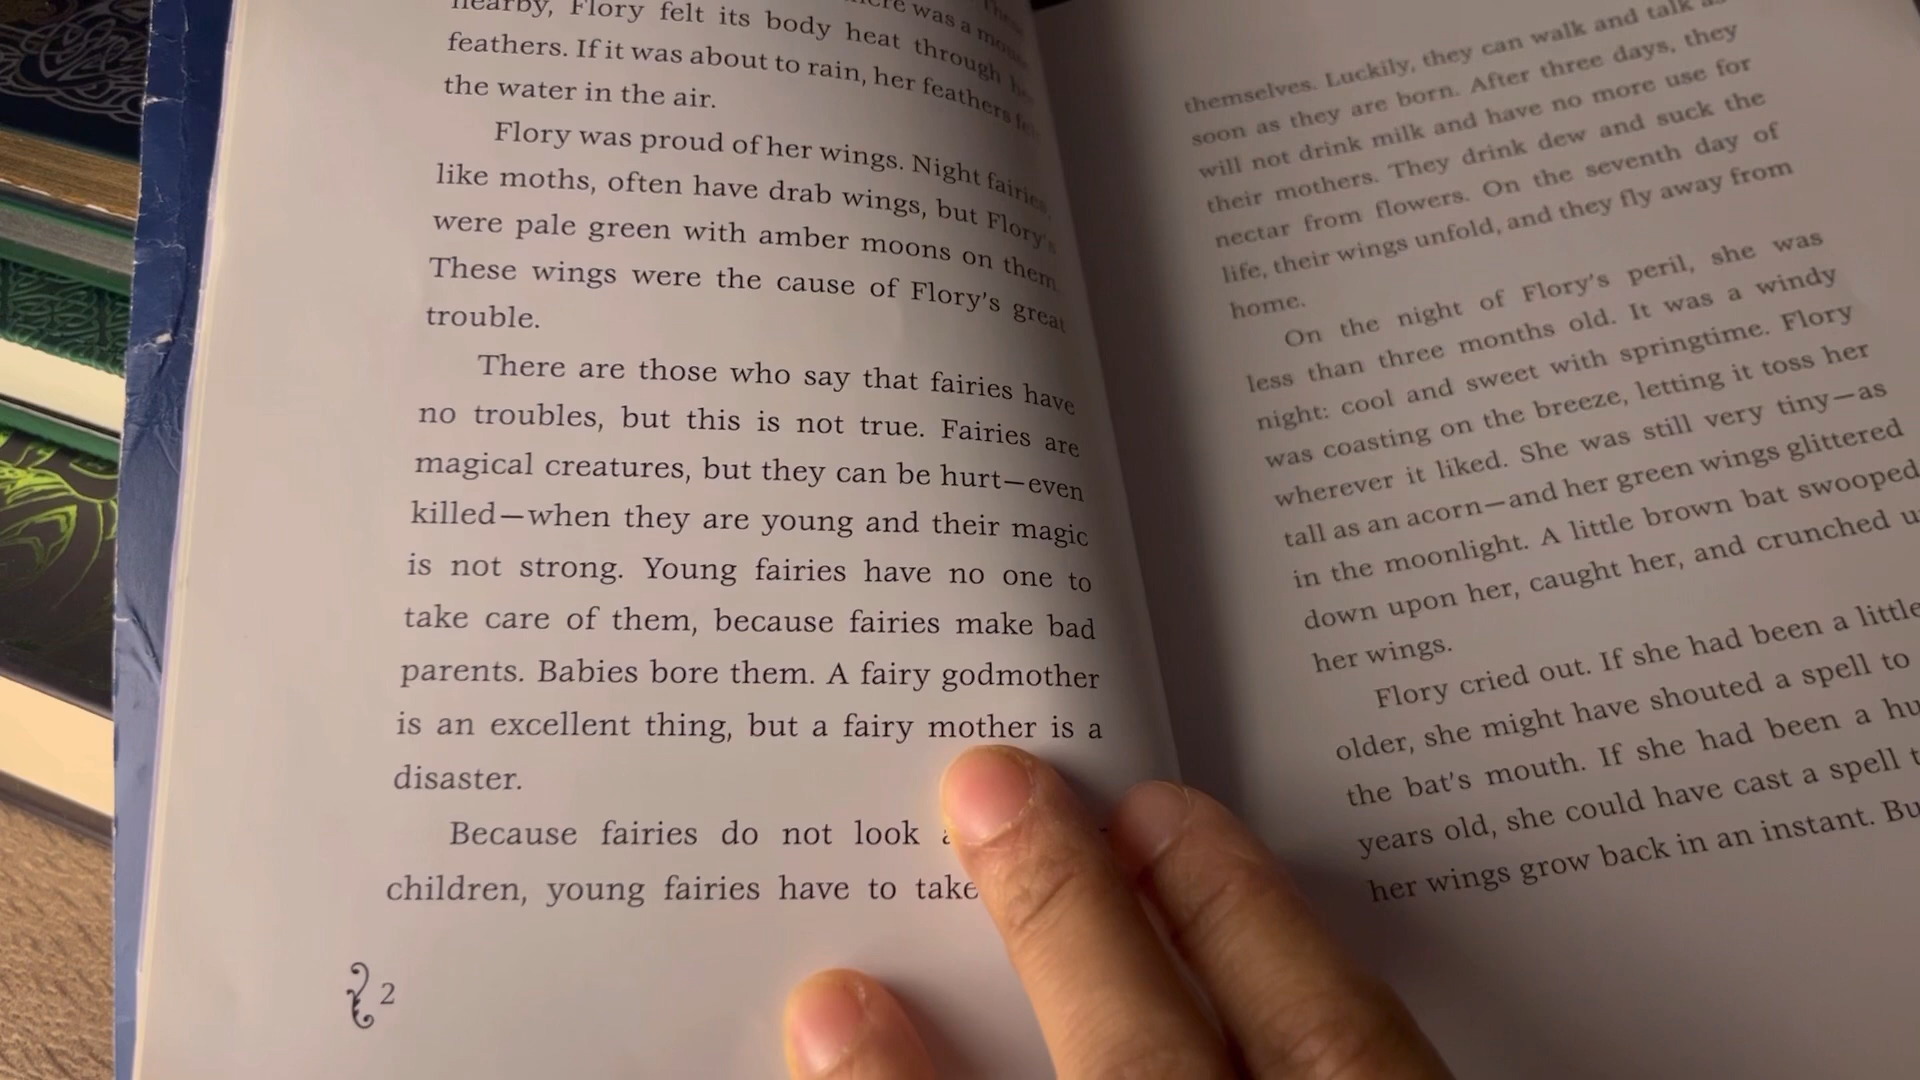 nearby, Flory felt its body heat through her
feathers. If it was about to rain, her feathers felt
the water in the air.
Flory was proud of her wings. Night fairies,
like moths, often have drab wings, but Flory's
were pale green with amber moons on them.
These wings were the cause of Flory's great
trouble.
There are those who say that fairies have
no troubles, but this is not true. Fairies are
magical creatures, but they can be hurt—even
killed—when they are young and their magic
is not strong. Young fairies have no one to
take care of them, because fairies make bad
parents. Babies bore them. A fairy godmother
is an excellent thing, but a fairy mother is a
disaster.
Because fairies do not look
children, young fairies have to take
2
themselves. Luckily, they can walk and talk as
soon as they are born. After three days, they
will not drink milk and have no more use for
their mothers. They drink dew and suck the
nectar from flowers. On the seventh day of
life, their wings unfold, and they fly away from
home.
On the night of Flory's peril, she was
less than three months old. It was a windy
night: cool and sweet with springtime. Flory
was coasting on the breeze, letting it toss her
wherever it liked. She was still very tiny—as
tall as an acorn—and her green wings glittered
in the moonlight. A little brown bat swooped
down upon her, caught her, and crunched u
her wings.
Flory cried out. If she had been a little
older, she might have shouted a spell to
the bat's mouth. If she had been a hu
years old, she could have cast a spell t
her wings grow back in an instant. Bu